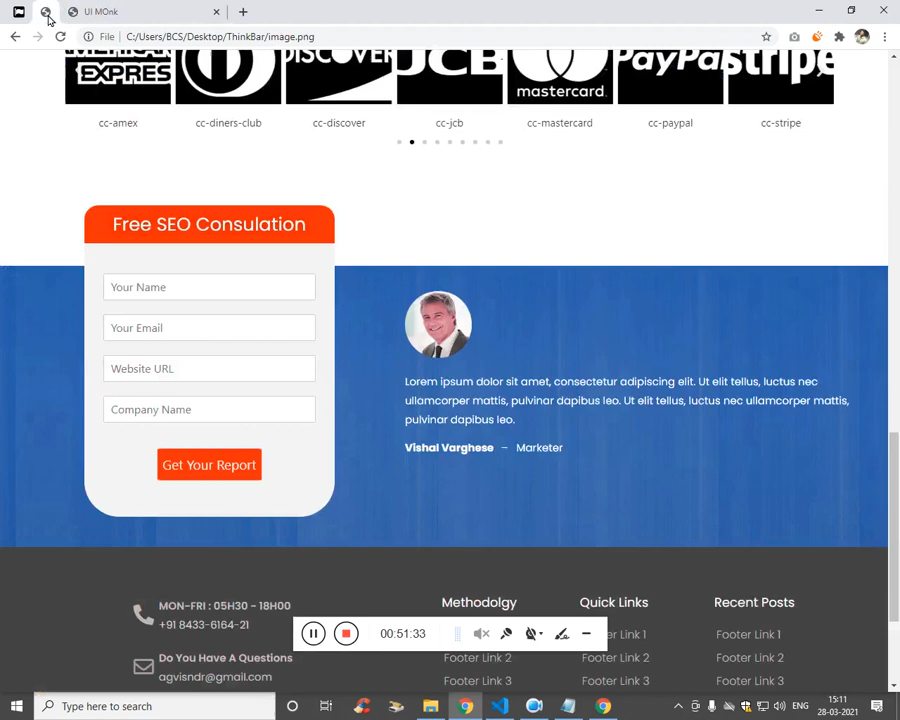 UI MOnk
File C:/Users/BCS/Desktop/ThinkBar/image.png
EXPRES
DISCOVER
JCB
mastercard
PayPal
stripe
cc-amex cc-diners-club cc-discover cc-jcb cc-mastercard cc-paypal cc-stripe
Free SEO Consulation
Your Name
Your Email
Website URL
Company Name
Get Your Report
Lorem ipsum dolor sit amet, consectetur adipiscing elit. Ut elit tellus, luctus nec
ullamcorper mattis, pulvinar dapibus leo. Ut elit tellus, luctus nec ullamcorper mattis,
pulvinar dapibus leo.
Vishal Varghese – Marketer
MON-FRI : 05H30 - 18H00
+91 8433-6164-21
Do You Have A Questions
agvisndr@gmail.com
Methodolgy
Footer Link 2
Footer Link 3
Quick Links
Link 1
Footer Link 2
Footer Link 3
Recent Posts
Footer Link 1
Footer Link 2
Footer Link 3
00:51:33
Type here to search
ENG
15:11
28-03-2021